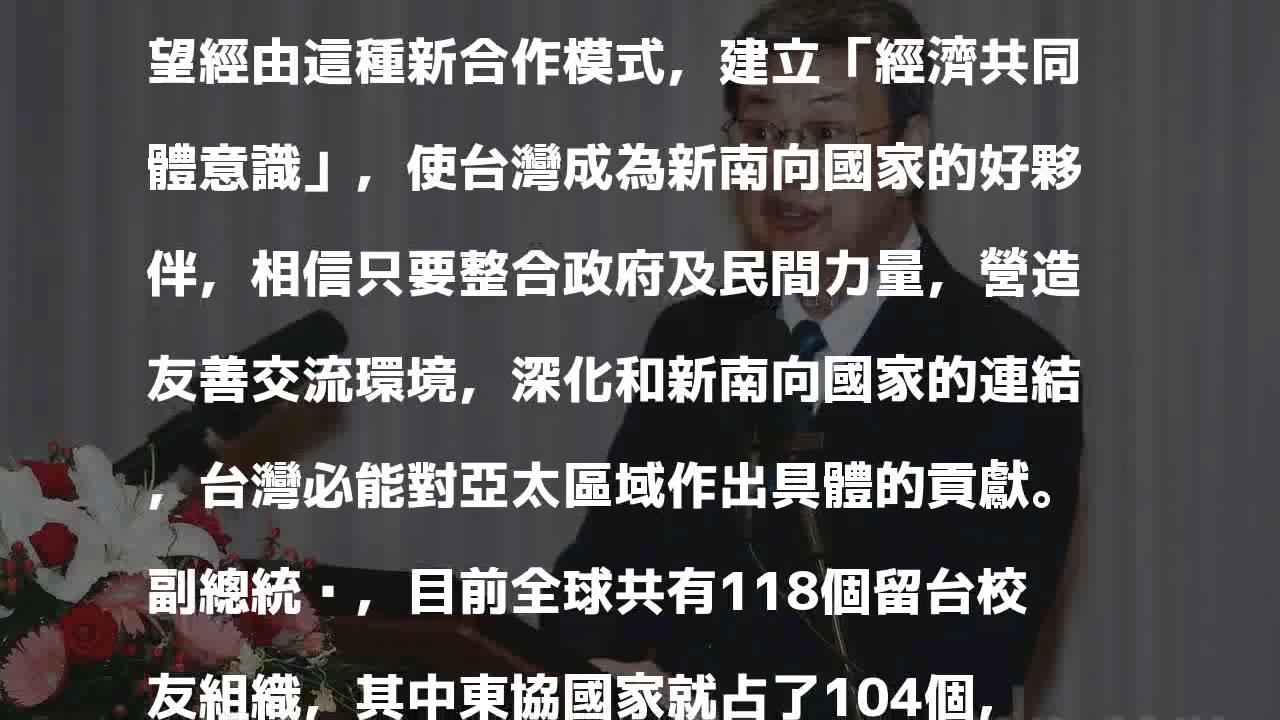 望經由這種新合作模式，建立「經濟共同
體意識」，使台灣成為新南向國家的好夥
伴，相信只要整合政府及民間力量，營造
友善交流環境，深化和新南向國家的連結
，台灣必能對亞太區域作出具體的貢獻。
副總統·，目前全球共有118個留台校
友組織，其中東協國家就占了104個，